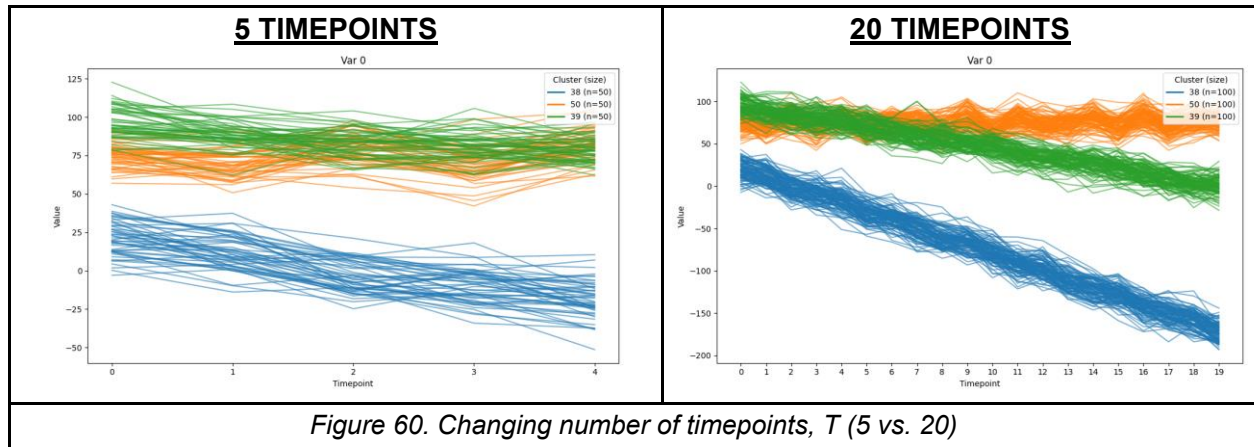 5 TIMEPOINTS
Var 0
Cluster (size)
38 (n=50)
50 (n=50)
39 (n=50)
125
100
75
50
25
0
−25
−50
Value
0 1 2 3 4
Timepoint
20 TIMEPOINTS
Var 0
Cluster (size)
38 (n=100)
50 (n=100)
39 (n=100)
100
50
0
−50
−100
−150
−200
Value
0 1 2 3 4 5 6 7 8 9 10 11 12 13 14 15 16 17 18 19
Timepoint
Figure 60. Changing number of timepoints, T (5 vs. 20)